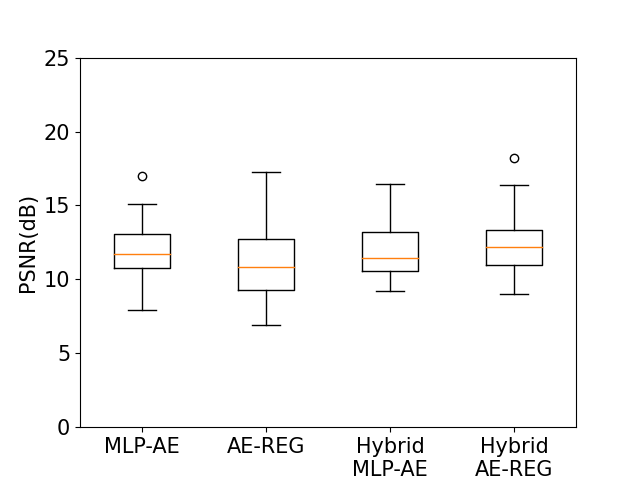 25
20
15
10
5
0
PSNR(dB)
MLP-AE
AE-REG
Hybrid
MLP-AE
Hybrid
AE-REG